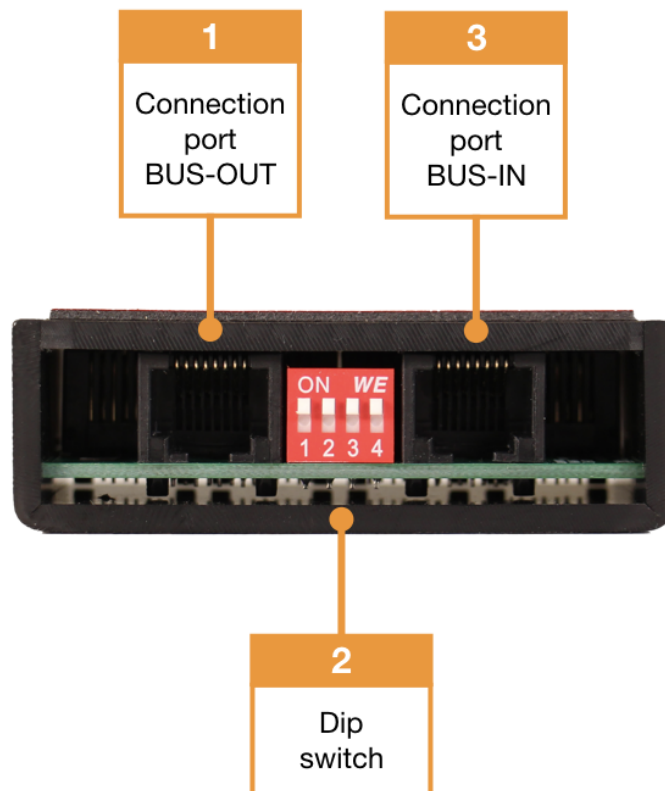 1
Connection
port
BUS-OUT
3
Connection
port
BUS-IN
ON WE
1 2 3 4
2
Dip
switch